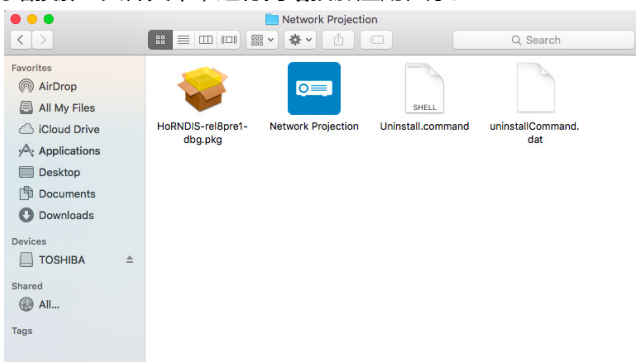 Network Projection
Search
Favorites
AirDrop
All My Files
iCloud Drive
Applications
Desktop
Documents
Downloads
Devices
TOSHIBA
Shared
All...
Tags
HoRNDIS-rel8pre1-
dbg.pkg
Network Projection
SHELL
Uninstall.command
uninstallCommand.
dat